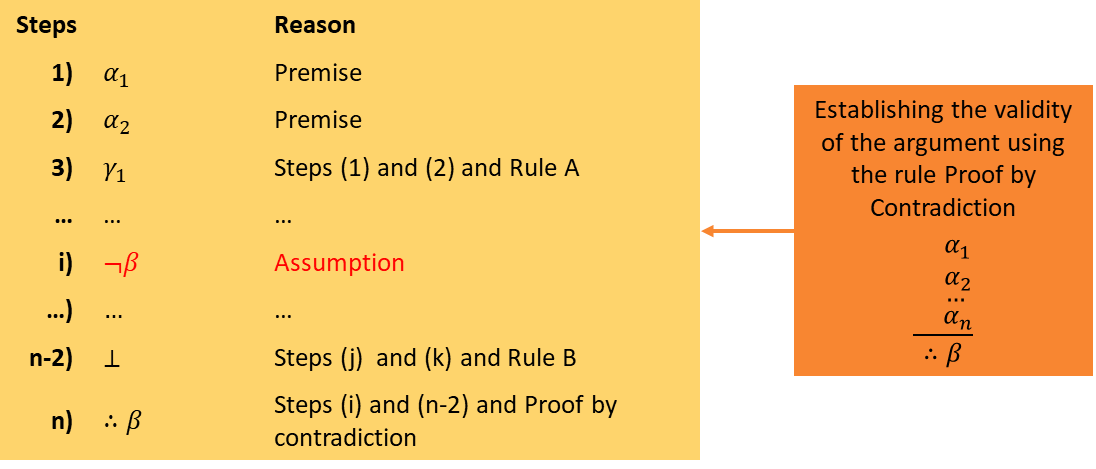 Steps Reason
1) α₁ Premise
2) α₂ Premise
3) γ₁ Steps (1) and (2) and Rule A
... ... ...
i) ¬β Assumption
...) ... ...
n-2) ⊥ Steps (j) and (k) and Rule B
n) ∴ β Steps (i) and (n-2) and Proof by
contradiction
Establishing the validity
of the argument using
the rule Proof by
Contradiction
α₁
α₂
...
αₙ
∴ β